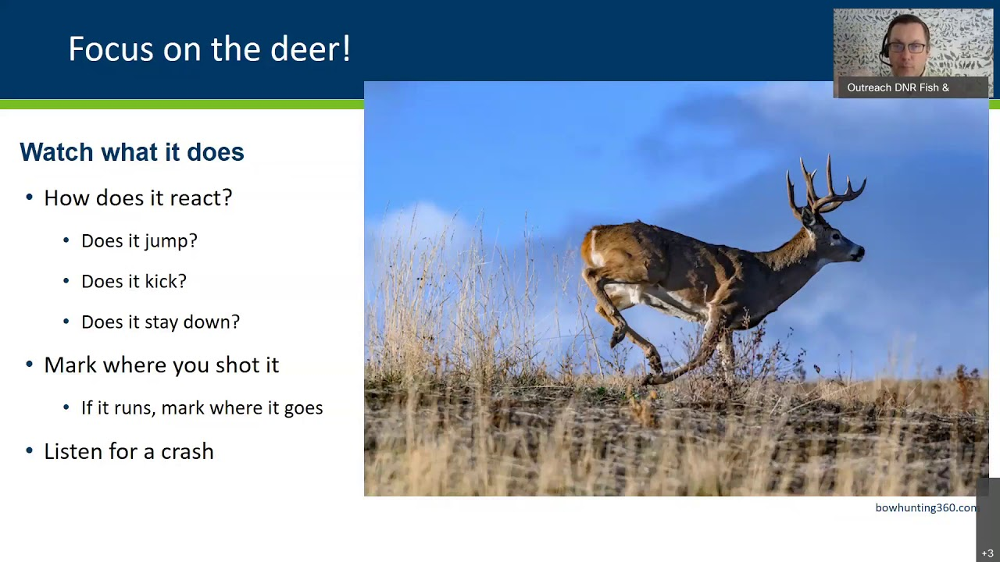 Focus on the deer!
Outreach DNR Fish &
Watch what it does
• How does it react?
• Does it jump?
• Does it kick?
• Does it stay down?
• Mark where you shot it
• If it runs, mark where it goes
• Listen for a crash
bowhunting360.com
+3